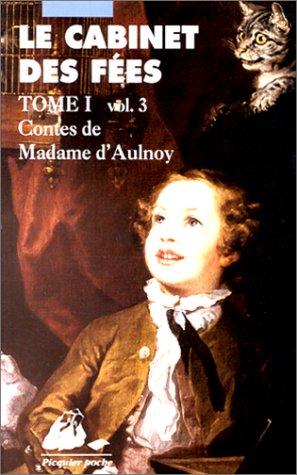 LE CABINET
DES FÉES
TOME I vol. 3
Contes de
Madame d'Aulnoy
Picquier poche